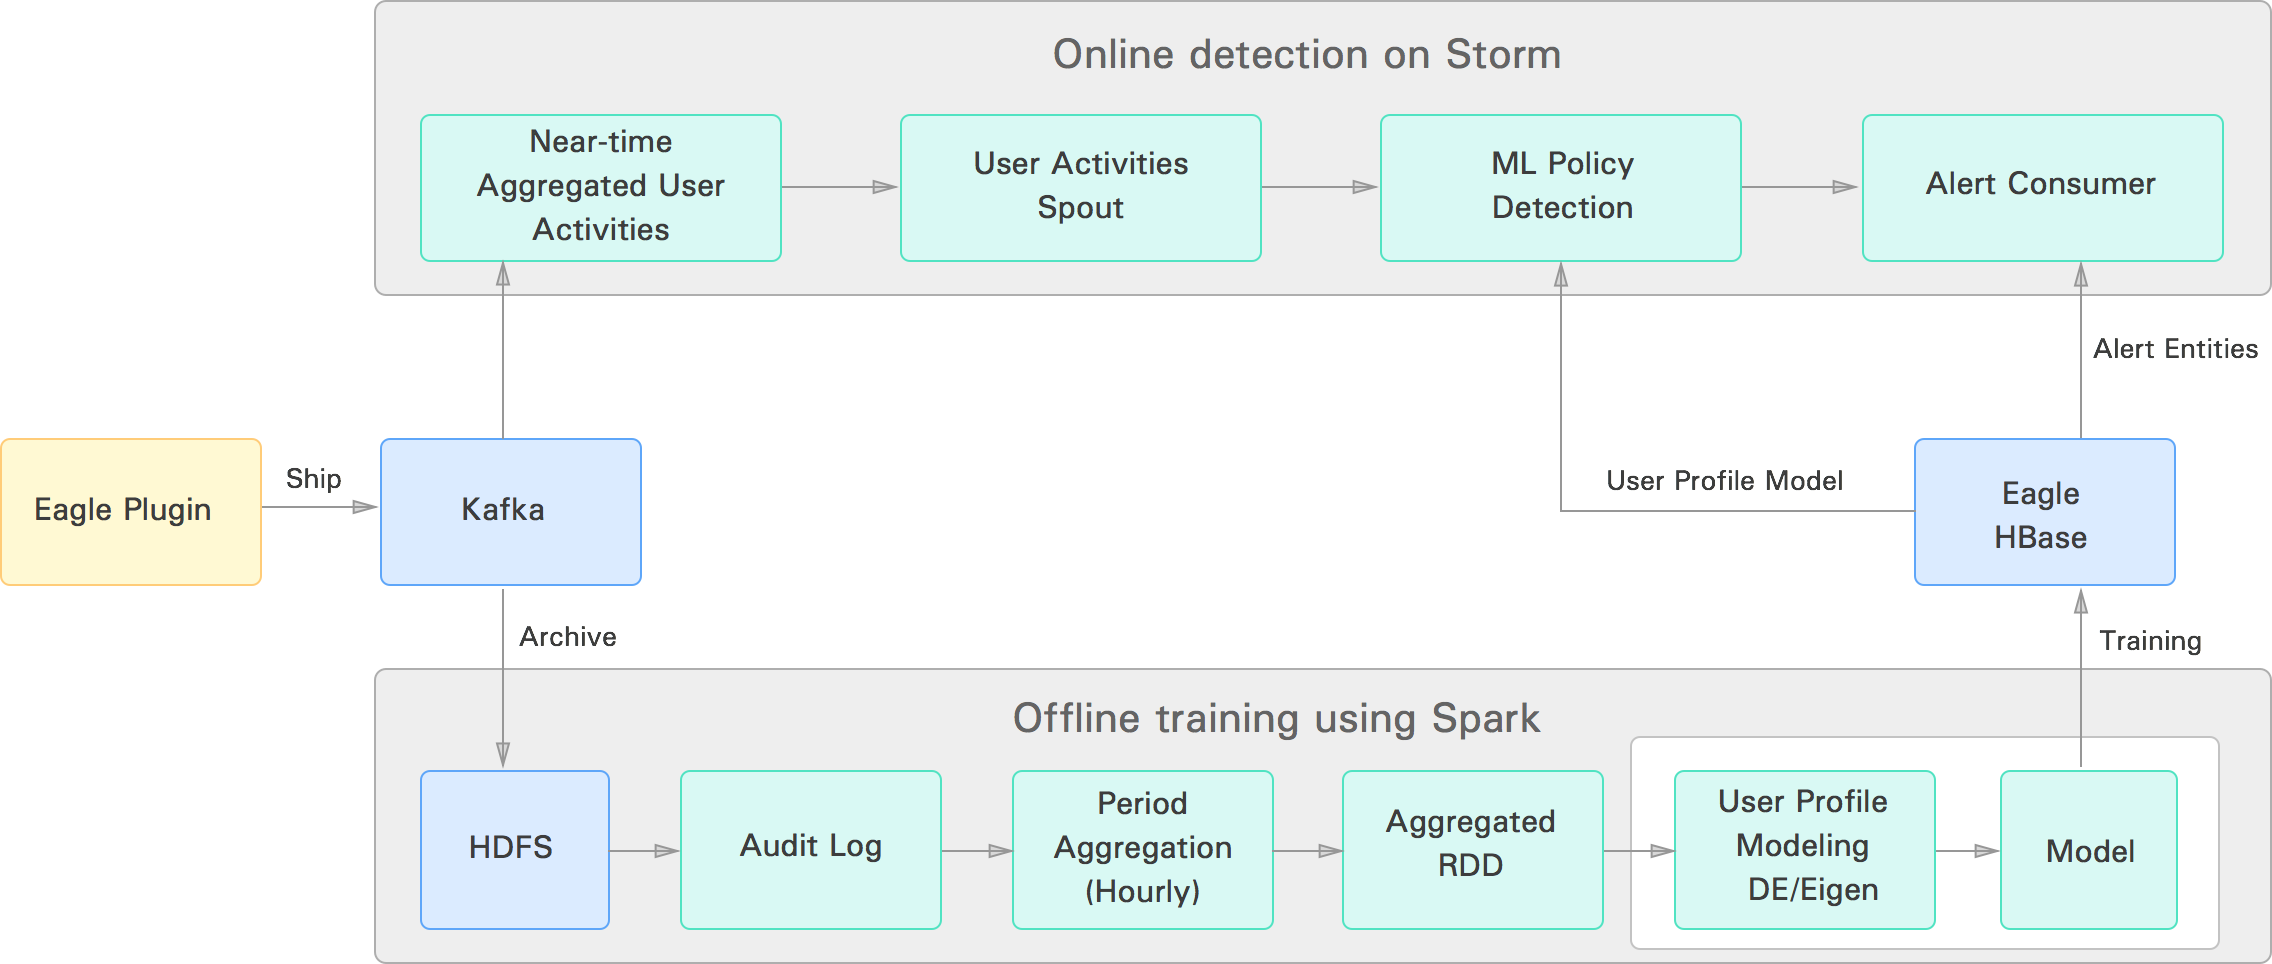 Online detection on Storm
Near-time
Aggregated User
Activities
User Activities
Spout
ML Policy
Detection
Alert Consumer
Alert Entities
Ship
User Profile Model
Eagle Plugin
Kafka
Eagle
HBase
Archive
Training
Offline training using Spark
HDFS
Audit Log
Period
Aggregation
(Hourly)
Aggregated
RDD
User Profile
Modeling
DE/Eigen
Model